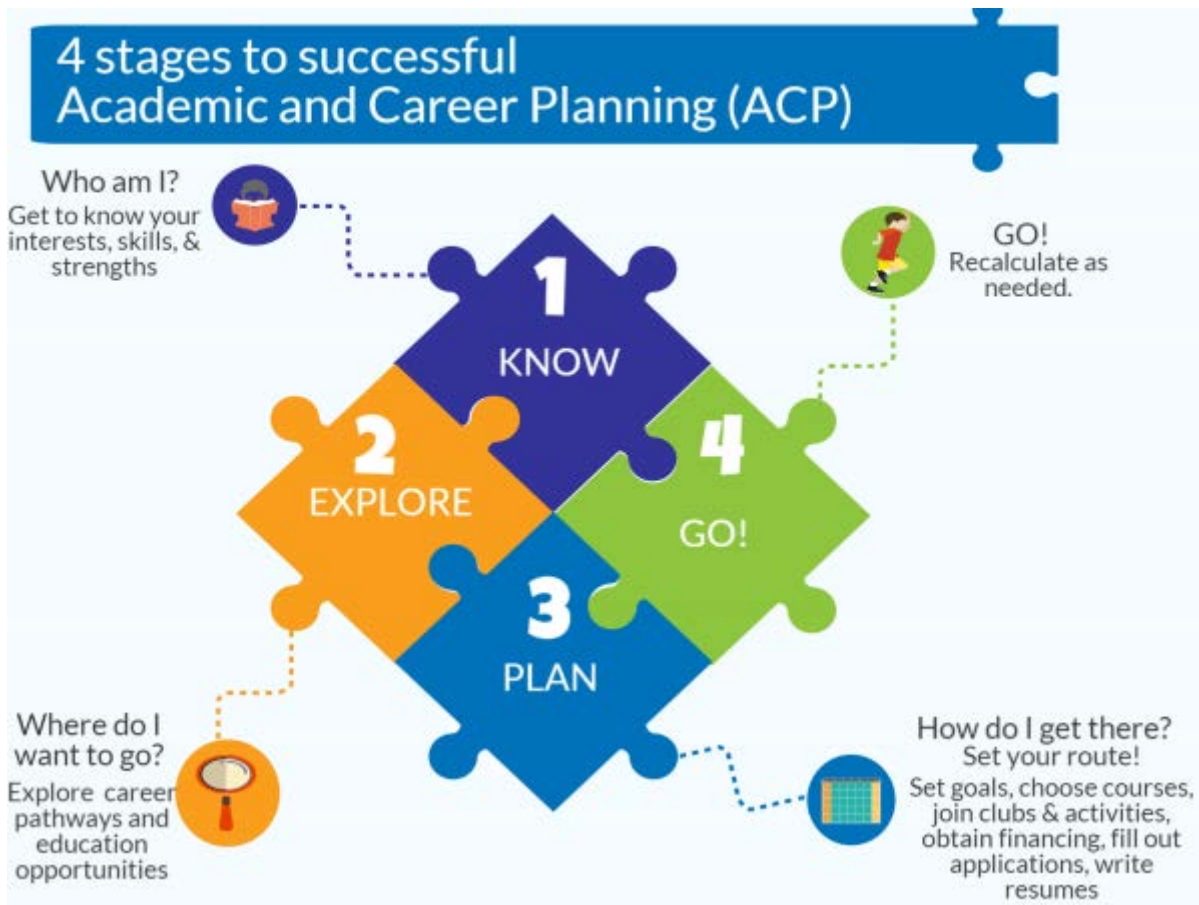 4 stages to successful
Academic and Career Planning (ACP)
Who am I?
Get to know your
interests, skills, &
strengths
GO!
Recalculate as
needed.
1
KNOW
2
EXPLORE
4
GO!
3
PLAN
Where do I
want to go?
Explore career
pathways and
education
opportunities
How do I get there?
Set your route!
Set goals, choose courses,
join clubs & activities,
obtain financing, fill out
applications, write
resumes